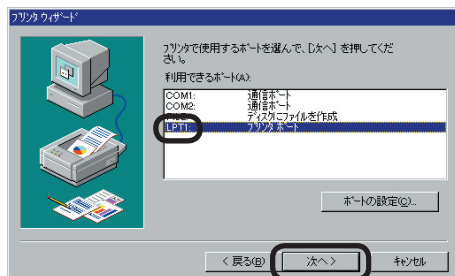 プリンタ ウィザード
プリンタで使用するポートを選んで、[次へ] を押してくだ
さい。
利用できるポート(A):
COM1: 通信ポート
COM2: 通信ポート
ディスクにファイルを作成
LPT1: プリンタ ポート
ポートの設定(C)...
< 戻る(B)
次へ >
キャンセル